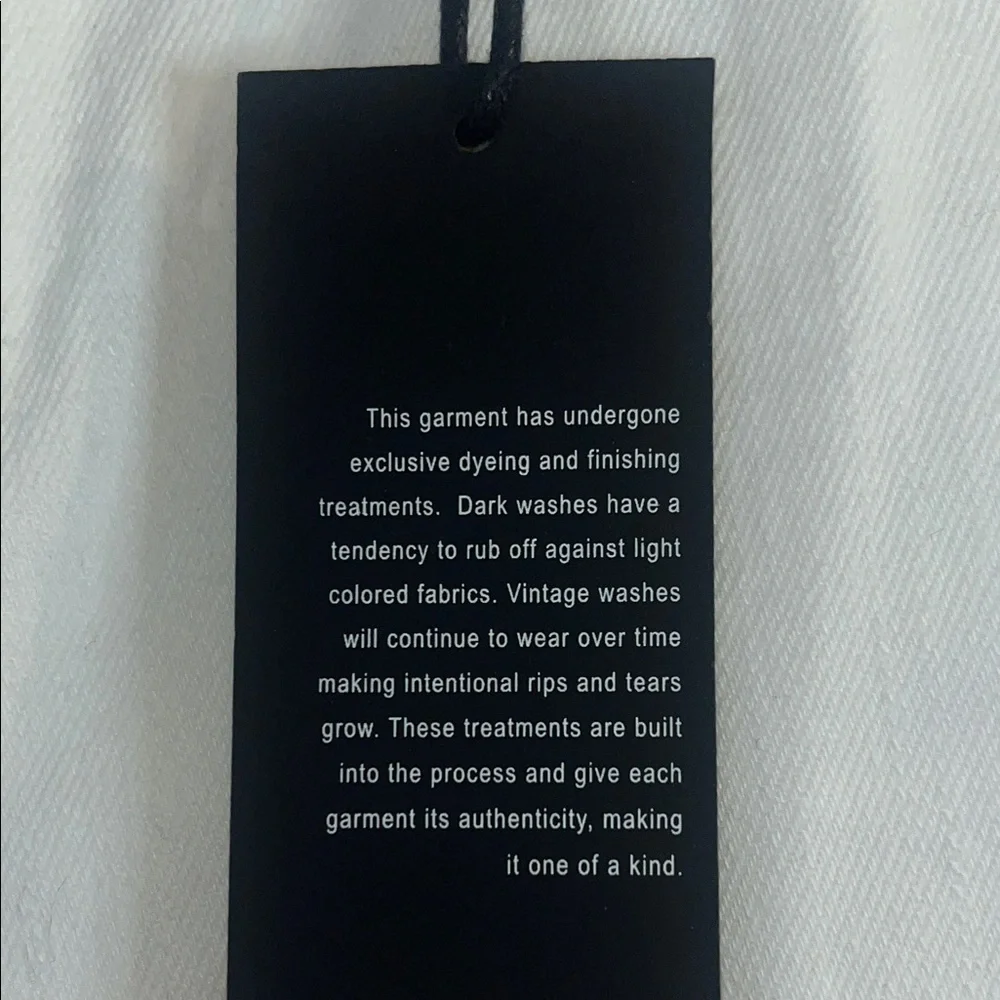 This garment has undergone
exclusive dyeing and finishing
treatments.  Dark washes have a
tendency to rub off against light
colored fabrics. Vintage washes
will continue to wear over time
making intentional rips and tears
grow. These treatments are built
into the process and give each
garment its authenticity, making
it one of a kind.